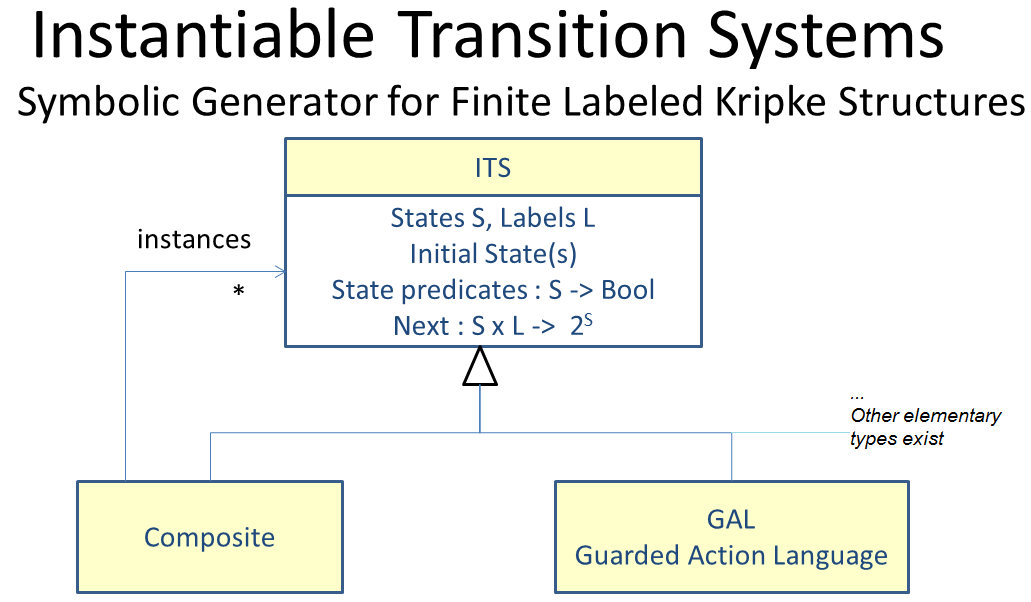 Instantiable Transition Systems
Symbolic Generator for Finite Labeled Kripke Structures
ITS
States S, Labels L
Initial State(s)
State predicates : S -> Bool
Next : S x L -> 2ˢ
instances
*
...
Other elementary
types exist
Composite
GAL
Guarded Action Language